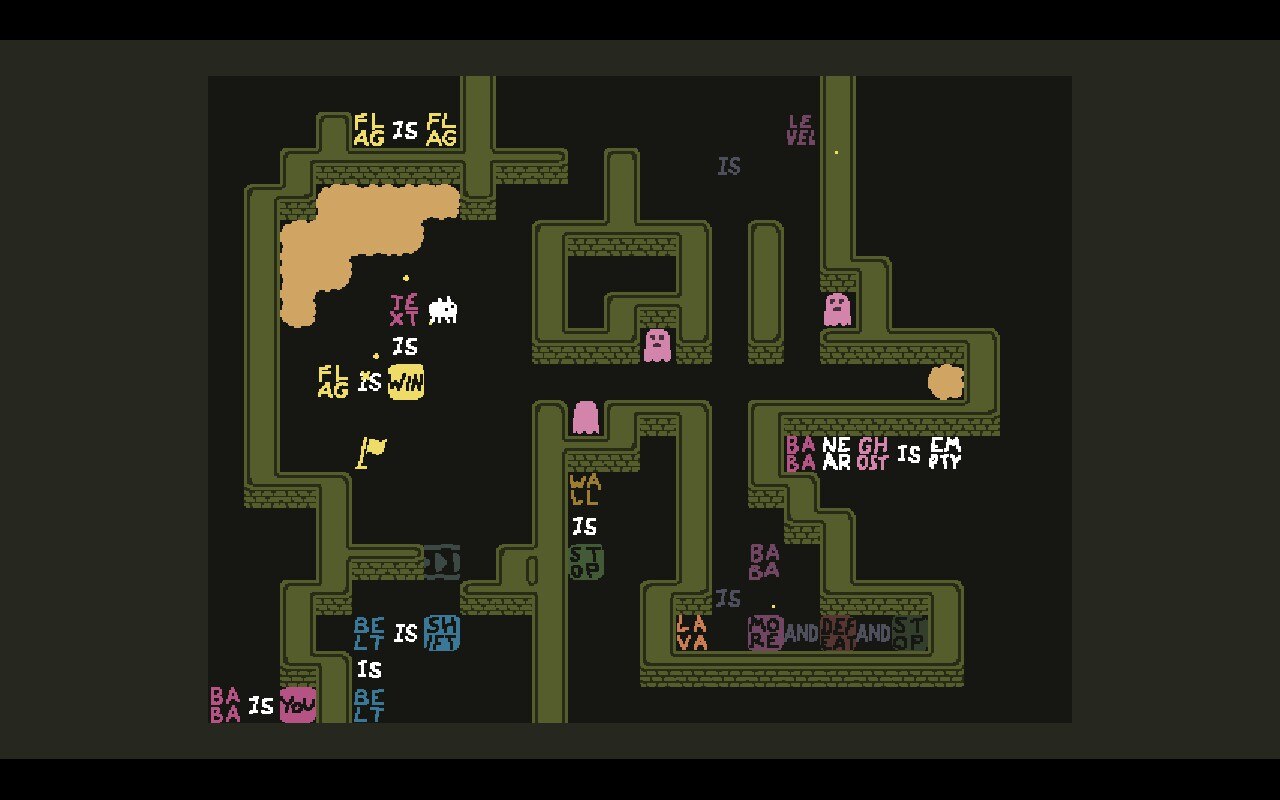 FLAG IS FLAG
LEVEL
IS
TEXT
IS
FLAG IS WIN
BABA NEAR GHOST IS EMPTY
WALL
IS
STOP
BABA
IS
BELT IS SHIFT
LAVA MORE AND DEFEAT AND STOP
IS
BABA IS YOU
BELT